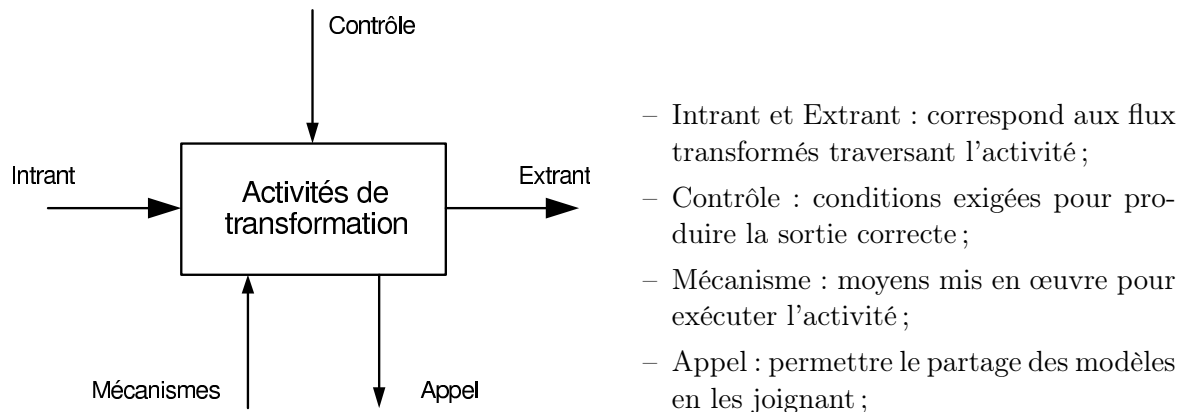 Contrôle
Intrant
Activités de
transformation
Extrant
Mécanismes
Appel
– Intrant et Extrant : correspond aux flux
transformés traversant l'activité ;
– Contrôle : conditions exigées pour pro-
duire la sortie correcte ;
– Mécanisme : moyens mis en œuvre pour
exécuter l'activité ;
– Appel : permettre le partage des modèles
en les joignant ;